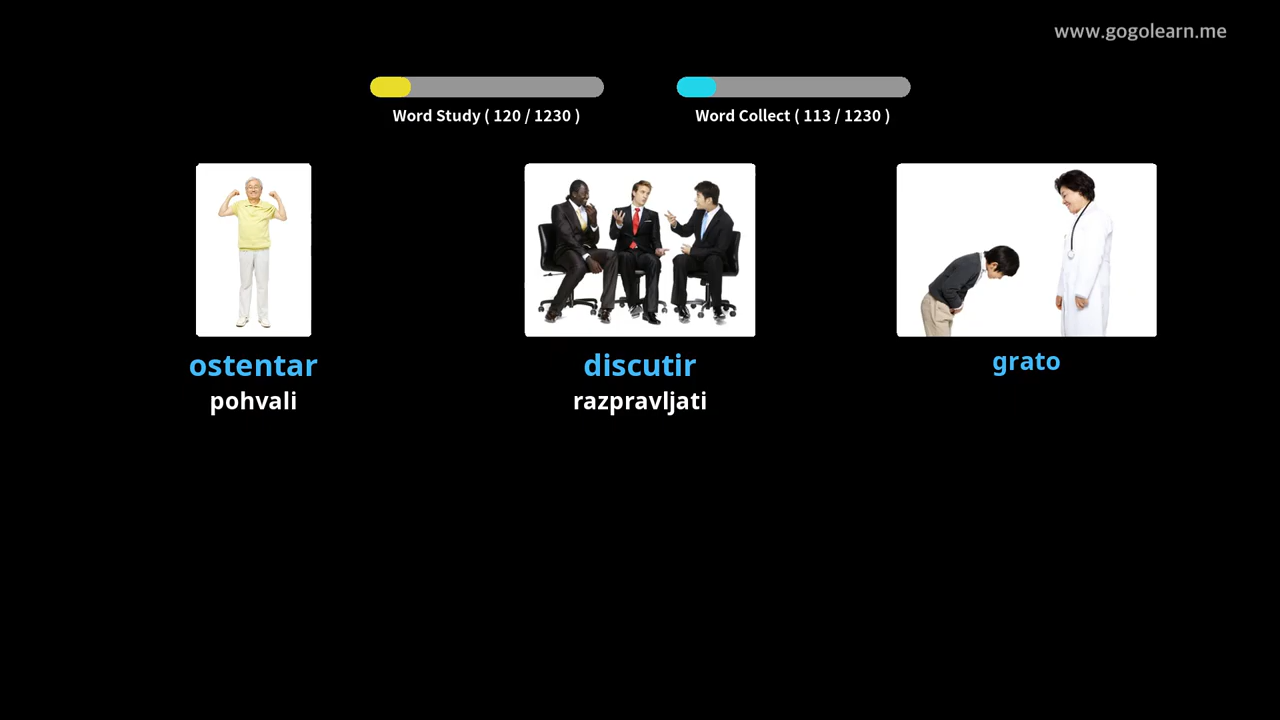 www.gogolearn.me
Word Study ( 120 / 1230 )
Word Collect ( 113 / 1230 )
ostentar
pohvali
discutir
razpravljati
grato